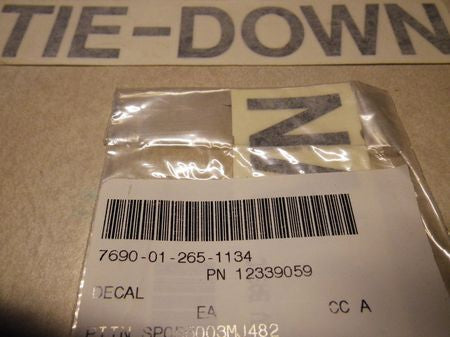 TIE-DOWN
N
7690-01-265-1134
PN 12339059
DECAL
EA CC A